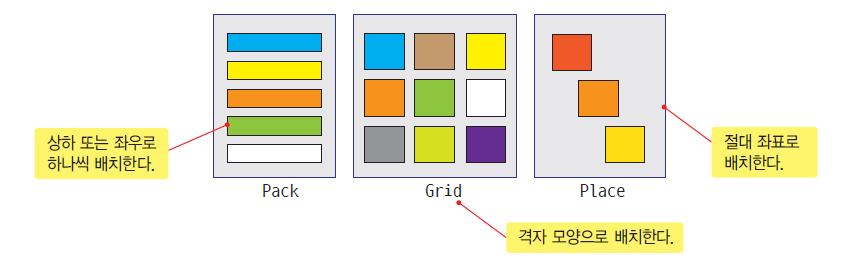 상하 또는 좌우로
하나씩 배치한다.
Pack
Grid
Place
절대 좌표로
배치한다.
격자 모양으로 배치한다.